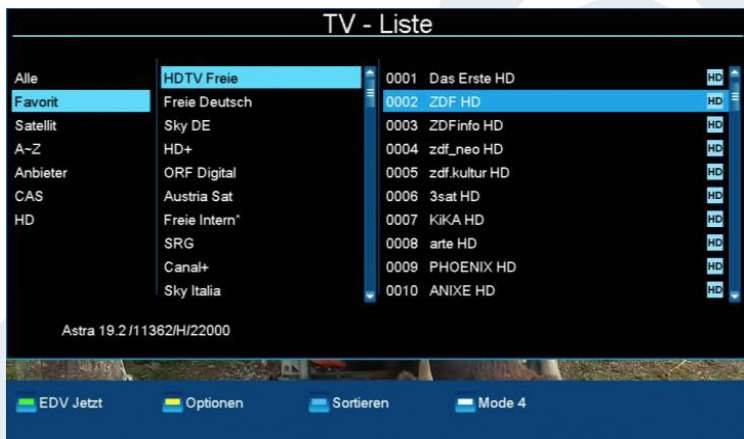 TV - Liste
Alle
Favorit
Satellit
A~Z
Anbieter
CAS
HD
HDTV Freie
Freie Deutsch
Sky DE
HD+
ORF Digital
Austria Sat
Freie Intern*
SRG
Canal+
Sky Italia
0001 Das Erste HD HD
0002 ZDF HD HD
0003 ZDFinfo HD HD
0004 zdf_neo HD HD
0005 zdf.kultur HD HD
0006 3sat HD HD
0007 KiKA HD HD
0008 arte HD HD
0009 PHOENIX HD HD
0010 ANIXE HD HD
Astra 19.2 /11362/H/22000
EDV Jetzt Optionen Sortieren Mode 4